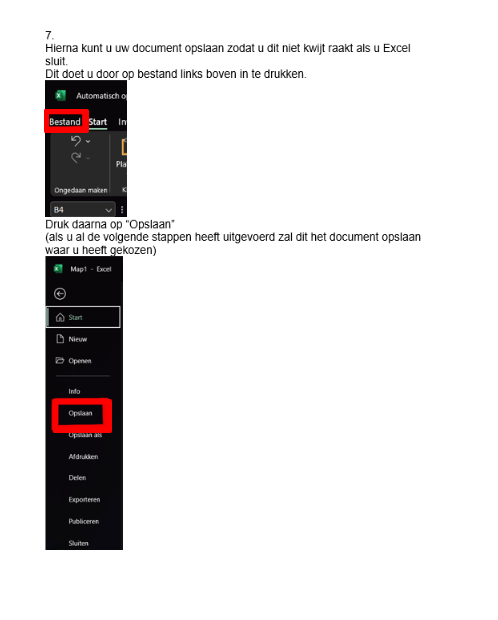 7.
Hierna kunt u uw document opslaan zodat u dit niet kwijt raakt als u Excel
sluit.
Dit doet u door op bestand links boven in te drukken.
Automatisch op
Bestand Start In
Pla
Ongedaan maken K
B4
Druk daarna op “Opslaan”
(als u al de volgende stappen heeft uitgevoerd zal dit het document opslaan
waar u heeft gekozen)
Map1 - Excel
Start
Nieuw
Openen
Info
Opslaan
Opslaan als
Afdrukken
Delen
Exporteren
Publiceren
Sluiten